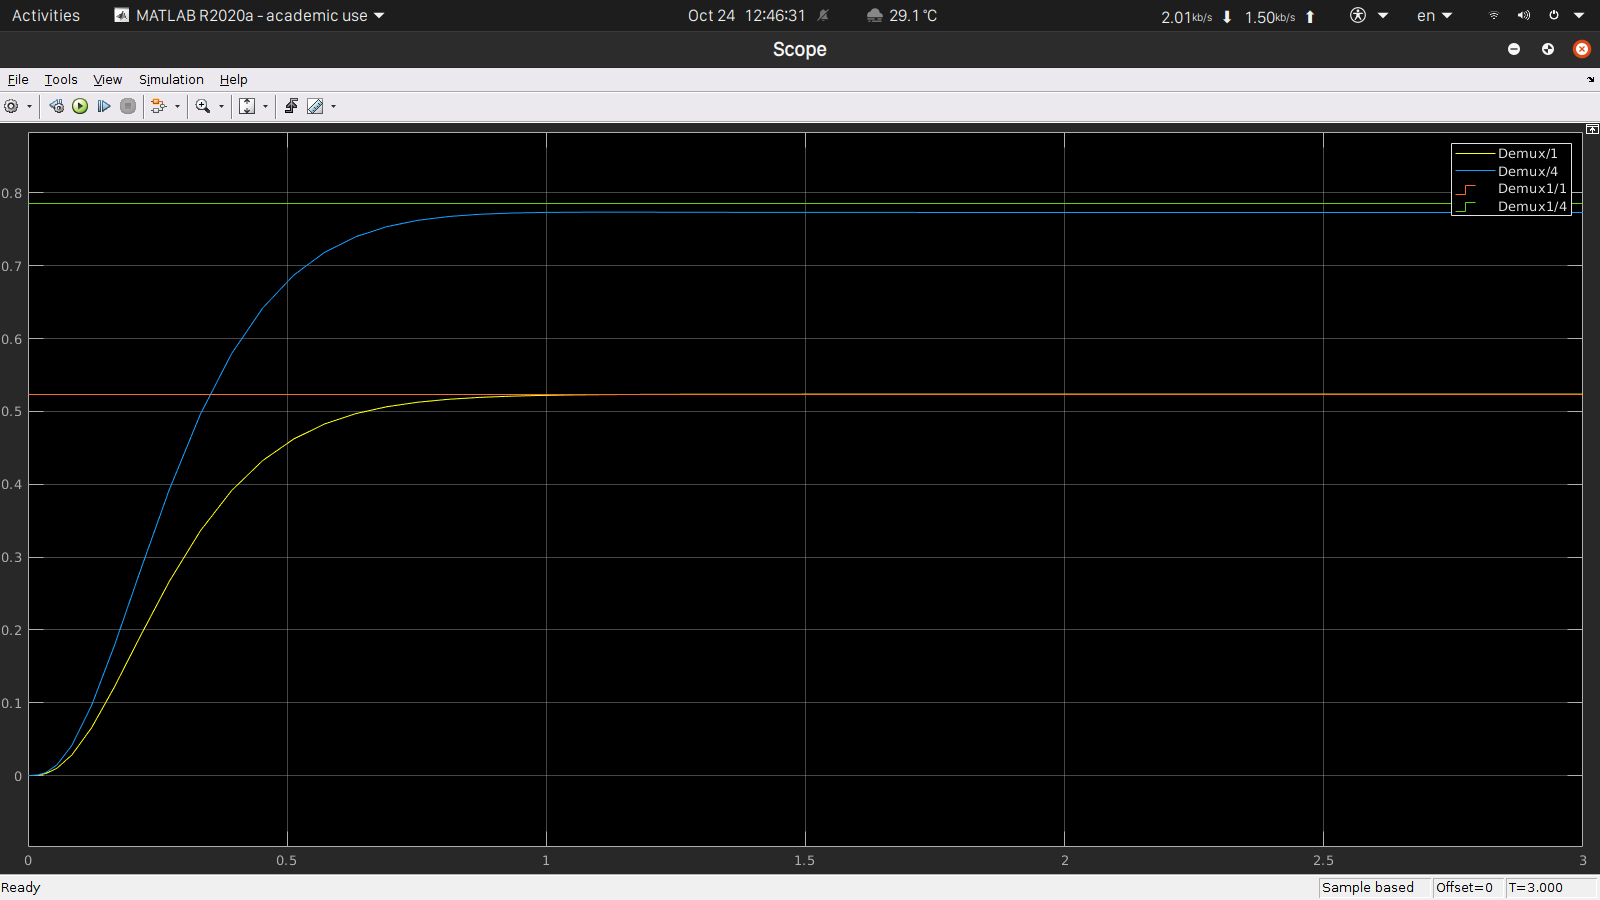 Activities MATLAB R2020a - academic use Oct 24 12:46:31 29.1 °C 2.01kb/s 1.50kb/s en
Scope
File Tools View Simulation Help
Demux/1
Demux/4
Demux1/1
Demux1/4
0.8
0.7
0.6
0.5
0.4
0.3
0.2
0.1
0
0 0.5 1 1.5 2 2.5 3
Ready Sample based Offset=0 T=3.000